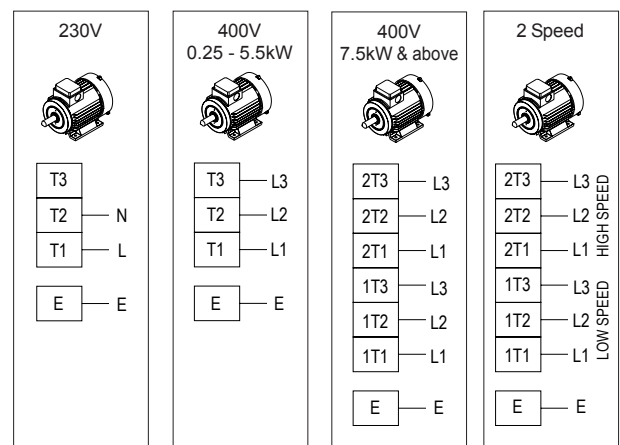 230V
T3
T2 N
T1 L
E E
400V
0.25 - 5.5kW
T3 L3
T2 L2
T1 L1
E E
400V
7.5kW & above
2T3 L3
2T2 L2
2T1 L1
1T3 L3
1T2 L2
1T1 L1
E E
2 Speed
2T3 L3
2T2 L2
2T1 L1
HIGH SPEED
1T3 L3
1T2 L2
1T1 L1
LOW SPEED
E E